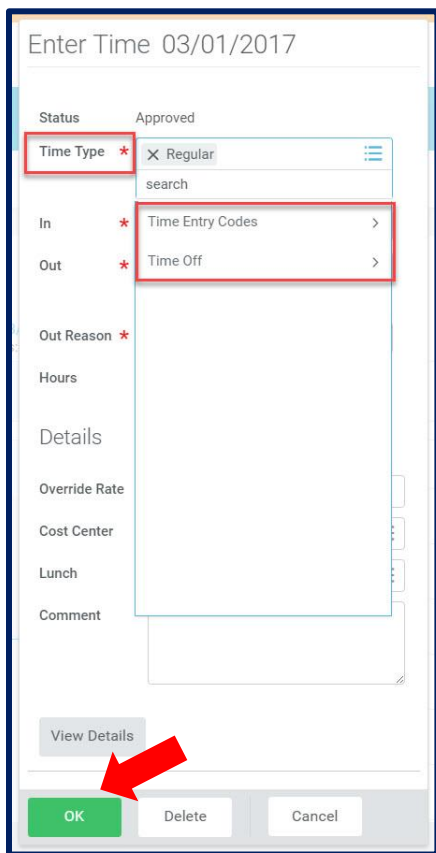 Enter Time 03/01/2017
Status Approved
Time Type * X Regular
search
In * Time Entry Codes >
Out * Time Off >
Out Reason *
Hours
Details
Override Rate
Cost Center
Lunch
Comment
View Details
OK Delete Cancel